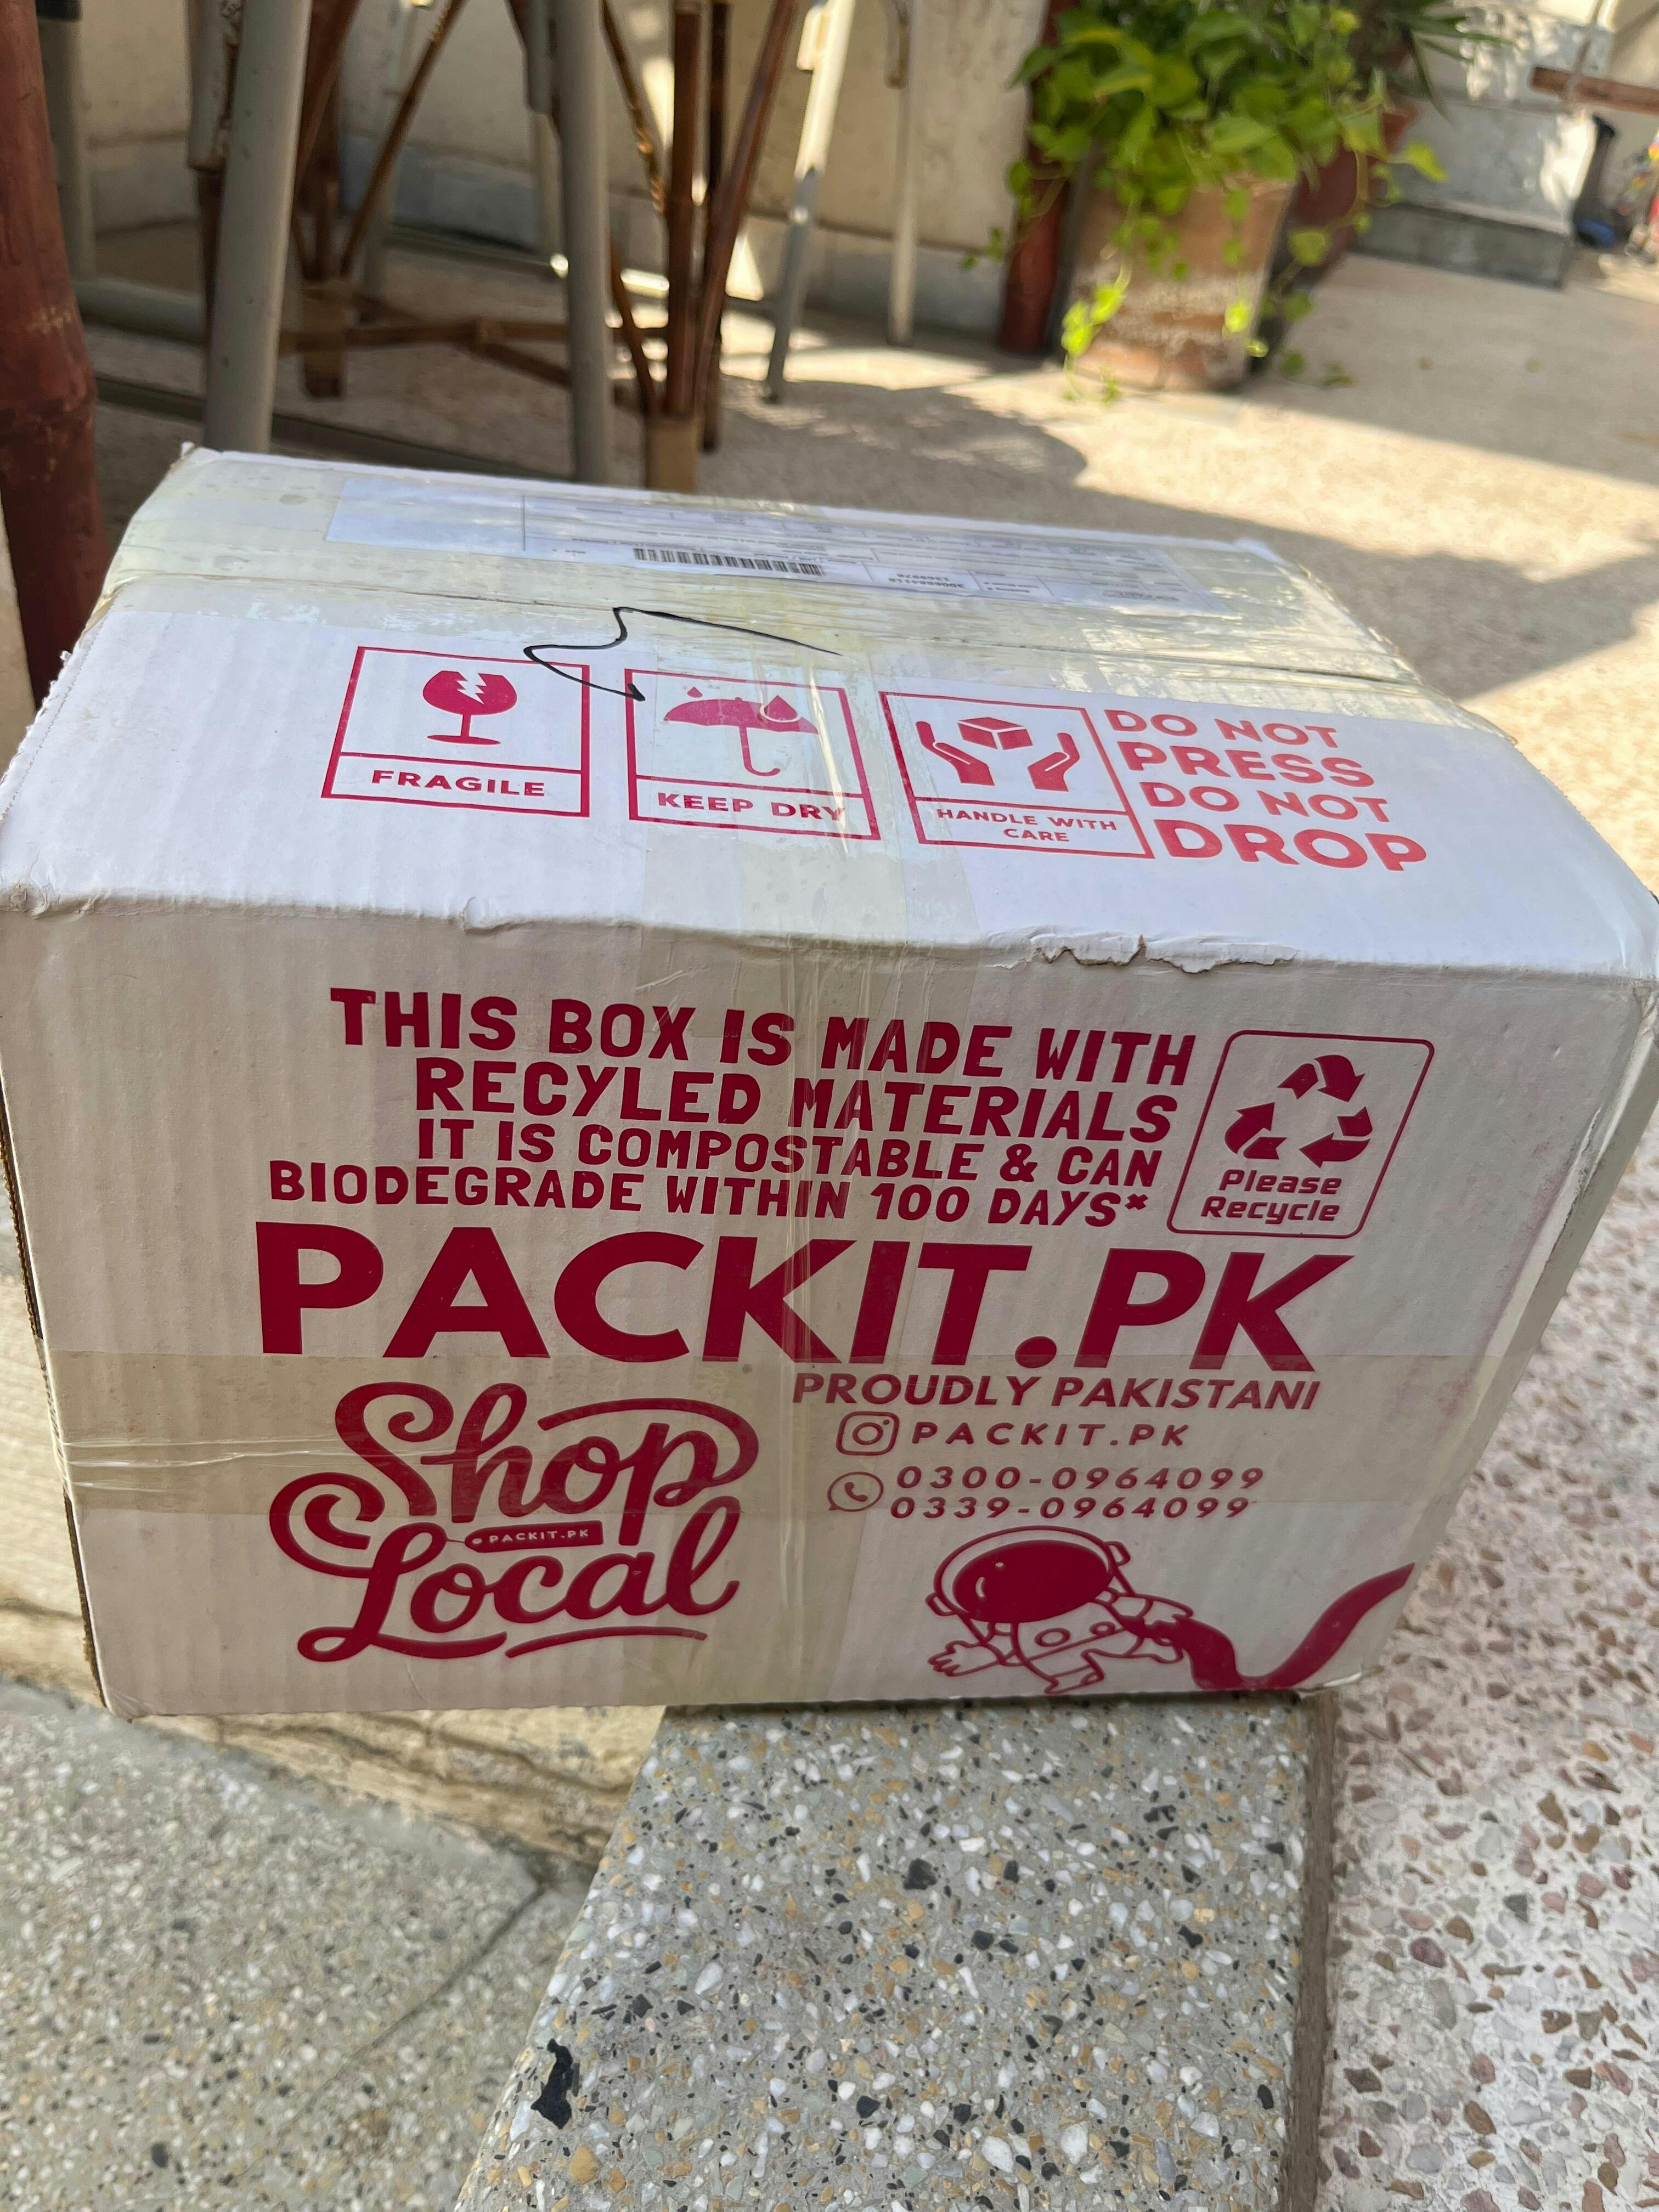 FRAGILE
KEEP DRY
HANDLE WITH
CARE
DO NOT
PRESS
DO NOT
DROP
THIS BOX IS MADE WITH
RECYLED MATERIALS
IT IS COMPOSTABLE & CAN
BIODEGRADE WITHIN 100 DAYS*
Please
Recycle
PACKIT.PK
PROUDLY PAKISTANI
PACKIT.PK
0300-0964099
0339-0964099
Shop
PACKIT.PK
Local